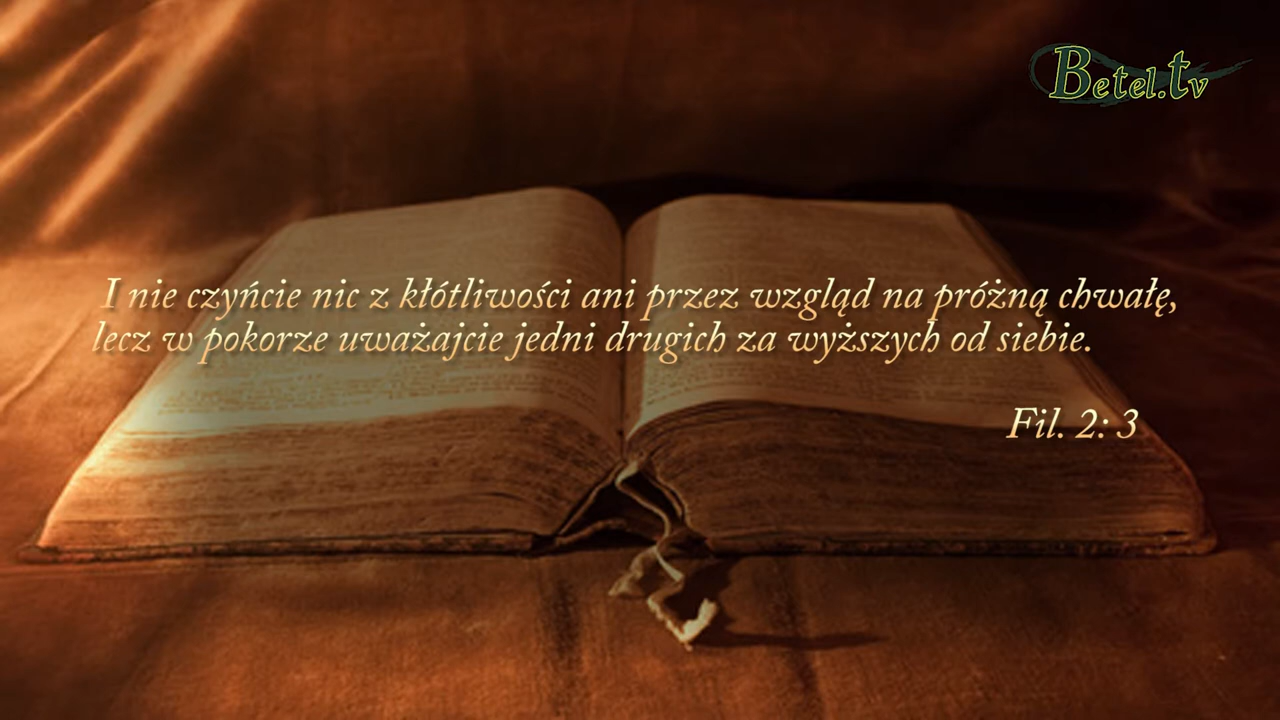 Betel.tv
I nie czyńcie nic z kłótliwości ani przez wzgląd na próżną chwałę,
lecz w pokorze uważajcie jedni drugich za wyższych od siebie.
Fil. 2: 3